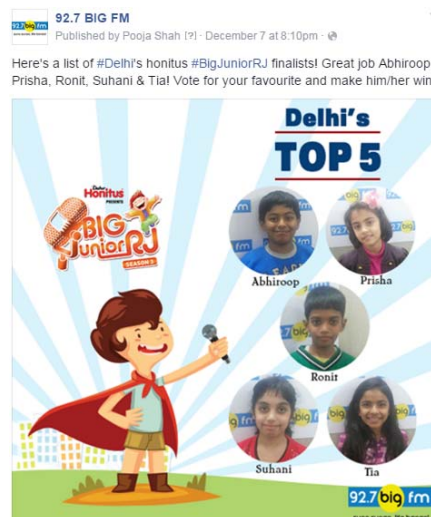 92.7 BIG FM
Published by Pooja Shah [?] · December 7 at 8:10pm ·
Here's a list of #Delhi's honitus #BigJuniorRJ finalists! Great job Abhiroop
Prisha, Ronit, Suhani & Tia! Vote for your favourite and make him/her win
Delhi's
TOP 5
Honitus
PRESENTS
BIG
Junior RJ
SEASON 5
Abhiroop
Prisha
Ronit
Suhani
Tia
92.7 big fm